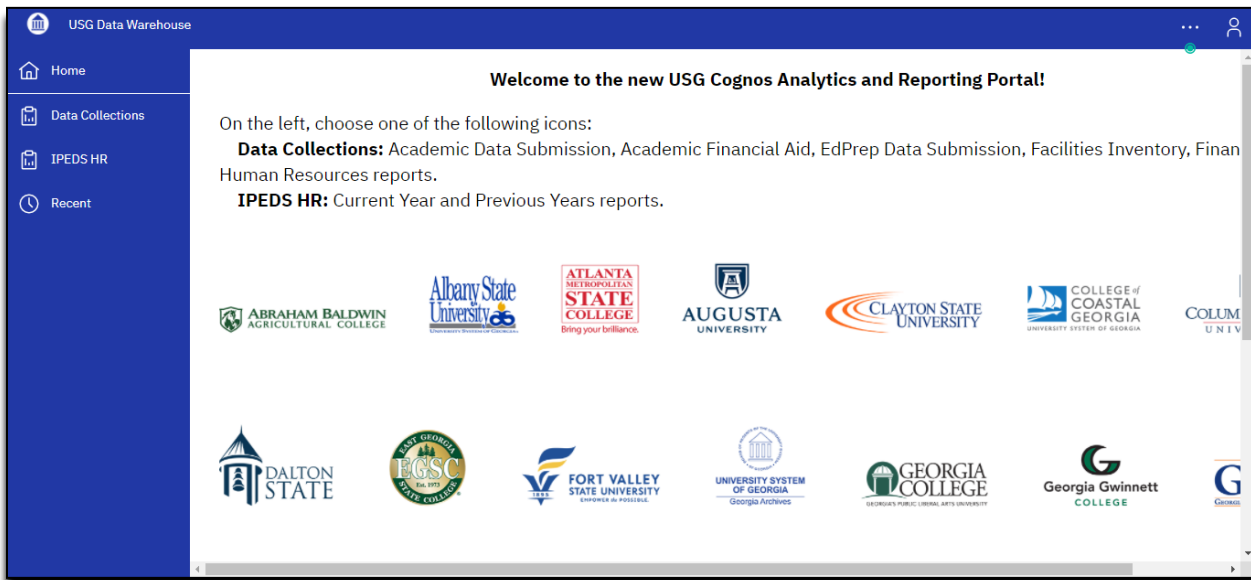 USG Data Warehouse
Home
Data Collections
IPEDS HR
Recent
Welcome to the new USG Cognos Analytics and Reporting Portal!
On the left, choose one of the following icons:
Data Collections: Academic Data Submission, Academic Financial Aid, EdPrep Data Submission, Facilities Inventory, Finan
Human Resources reports.
IPEDS HR: Current Year and Previous Years reports.
ABRAHAM BALDWIN
AGRICULTURAL COLLEGE
Albany State
University
UNIVERSITY SYSTEM OF GEORGIA
ATLANTA
METROPOLITAN
STATE
COLLEGE
Bring your brilliance.
AUGUSTA
UNIVERSITY
CLAYTON STATE
UNIVERSITY
COLLEGE of
COASTAL
GEORGIA
UNIVERSITY SYSTEM OF GEORGIA
COLUM
UNIV
DALTON
STATE
EAST GEORGIA
EGSC
Est. 1973
STATE COLLEGE
1895
FORT VALLEY
STATE UNIVERSITY
EMPOWER the POSSIBLE.
UNIVERSITY SYSTEM
OF GEORGIA
Georgia Archives
GEORGIA
COLLEGE
GEORGIA'S PUBLIC LIBERAL ARTS UNIVERSITY
G
Georgia Gwinnett
COLLEGE
G